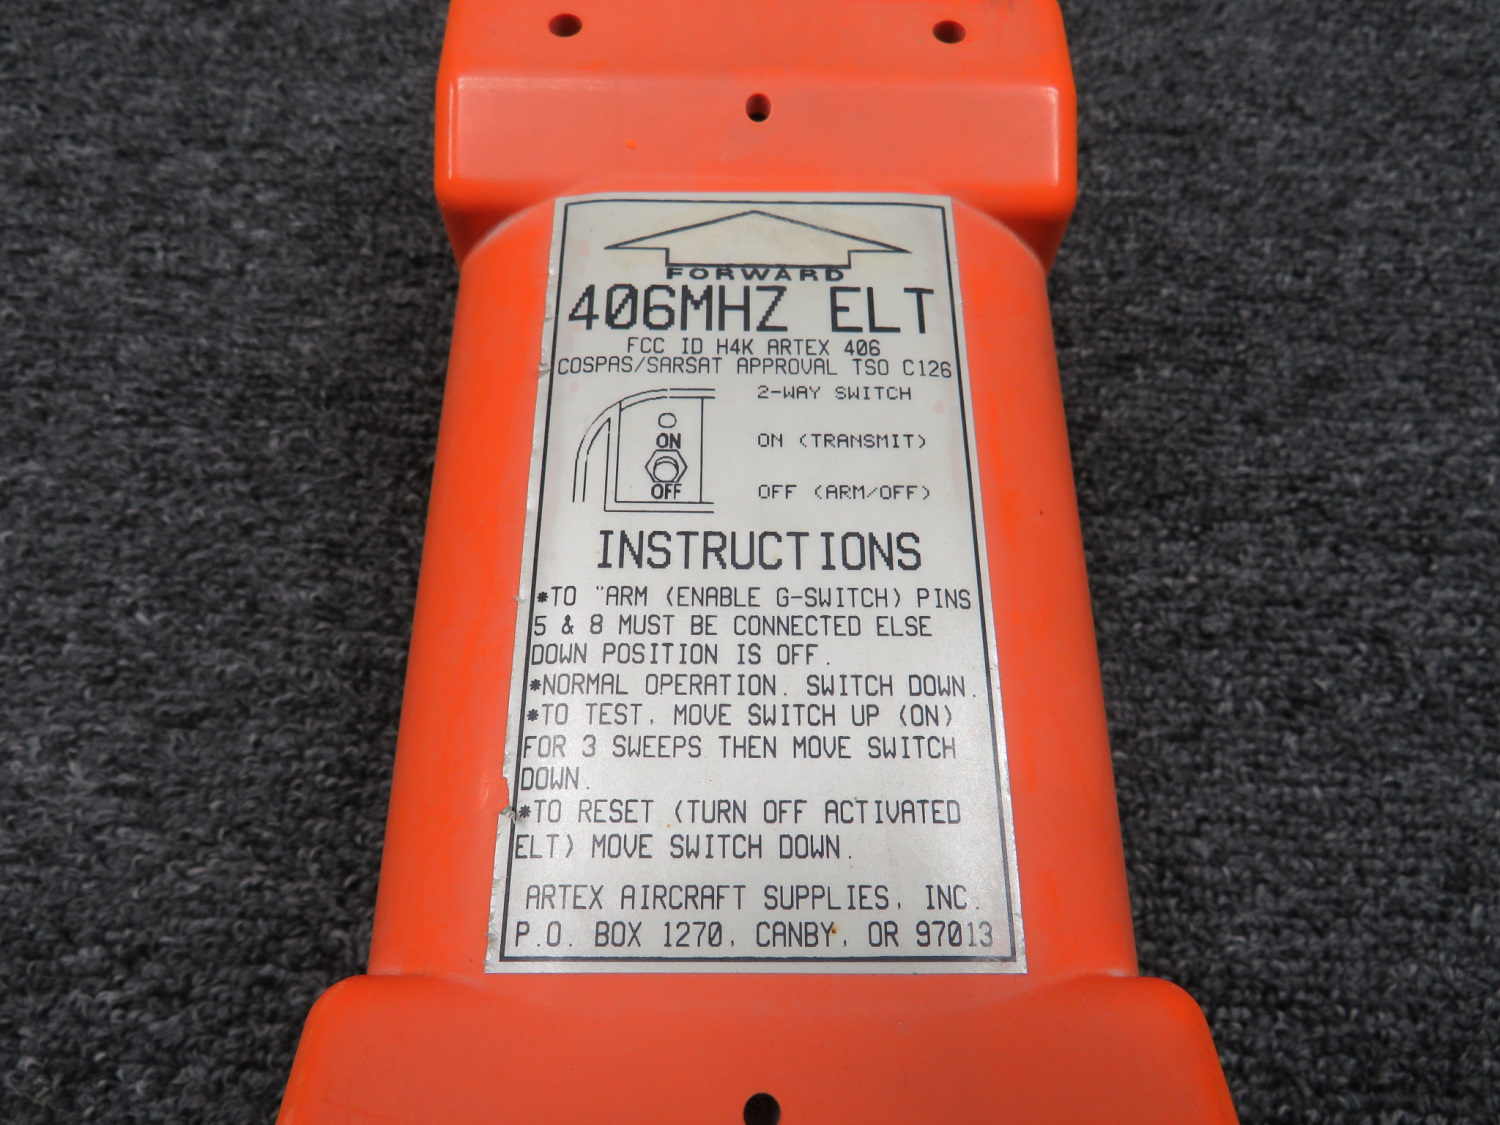 FORWARD
406MHZ ELT
FCC ID H4K ARTEX 406
COSPAS/SARSAT APPROVAL TSO C126
2-WAY SWITCH
ON
ON (TRANSMIT)
OFF
OFF (ARM/OFF)
INSTRUCTIONS
*TO "ARM (ENABLE G-SWITCH) PINS
5 & 8 MUST BE CONNECTED ELSE
DOWN POSITION IS OFF.
*NORMAL OPERATION. SWITCH DOWN.
*TO TEST, MOVE SWITCH UP (ON)
FOR 3 SWEEPS THEN MOVE SWITCH
DOWN.
*TO RESET (TURN OFF ACTIVATED
ELT) MOVE SWITCH DOWN.
ARTEX AIRCRAFT SUPPLIES, INC.
P.O. BOX 1270, CANBY, OR 97013